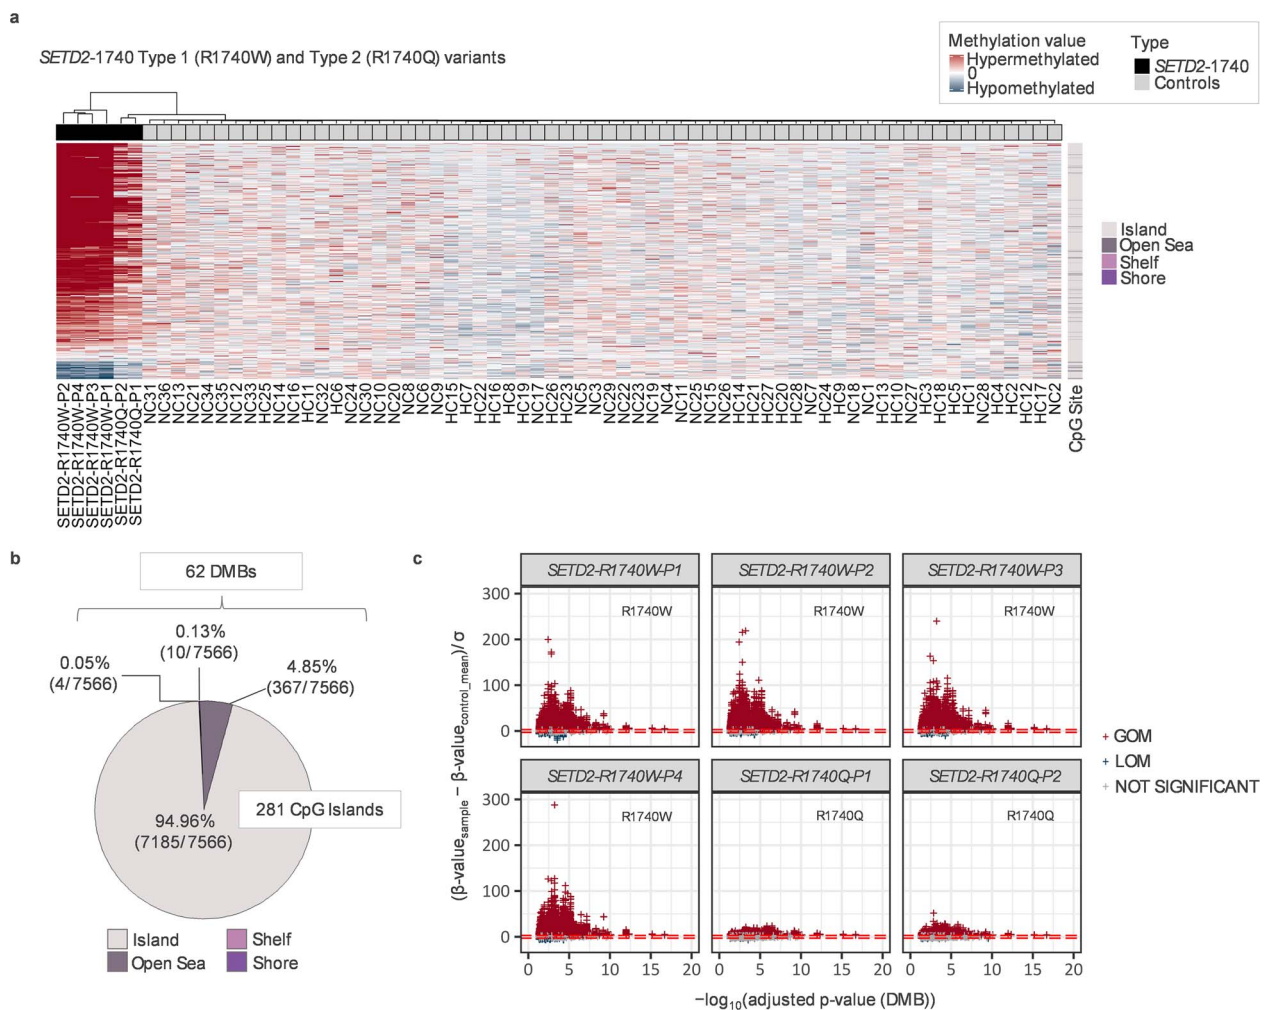 a
SETD2-1740 Type 1 (R1740W) and Type 2 (R1740Q) variants
Methylation value
Hypermethylated
0
Hypomethylated
Type
SETD2-1740
Controls
Island
Open Sea
Shelf
Shore
SETD2-R1740W-P2
SETD2-R1740W-P4
SETD2-R1740W-P3
SETD2-R1740W-P1
SETD2-R1740Q-P2
SETD2-R1740Q-P1
NC31
NC36
NC13
NC21
NC34
NC35
NC12
NC33
HC25
NC14
NC16
HC11
NC32
HC6
NC24
NC30
NC10
NC20
NC8
NC6
NC9
HC15
HC7
HC22
HC16
HC8
HC19
NC17
HC26
HC23
NC5
NC3
NC29
NC22
NC23
NC19
NC4
NC11
NC25
NC15
NC26
HC14
HC21
HC27
HC20
HC28
NC7
HC24
HC9
NC18
NC1
HC13
HC10
NC27
HC3
HC18
HC5
HC1
NC28
HC4
HC2
HC12
HC17
NC2
CpG Site
b
62 DMBs
0.13%
(10/7566)
0.05%
(4/7566)
4.85%
(367/7566)
281 CpG Islands
94.96%
(7185/7566)
Island
Open Sea
Shelf
Shore
c
SETD2-R1740W-P1
SETD2-R1740W-P2
SETD2-R1740W-P3
R1740W
R1740W
R1740W
300
200
100
0
SETD2-R1740W-P4
SETD2-R1740Q-P1
SETD2-R1740Q-P2
R1740W
R1740Q
R1740Q
300
200
100
0
0 5 10 15 20
0 5 10 15 20
0 5 10 15 20
(β-value_sample − β-value_control_mean)/σ
−log10(adjusted p-value (DMB))
GOM
LOM
NOT SIGNIFICANT